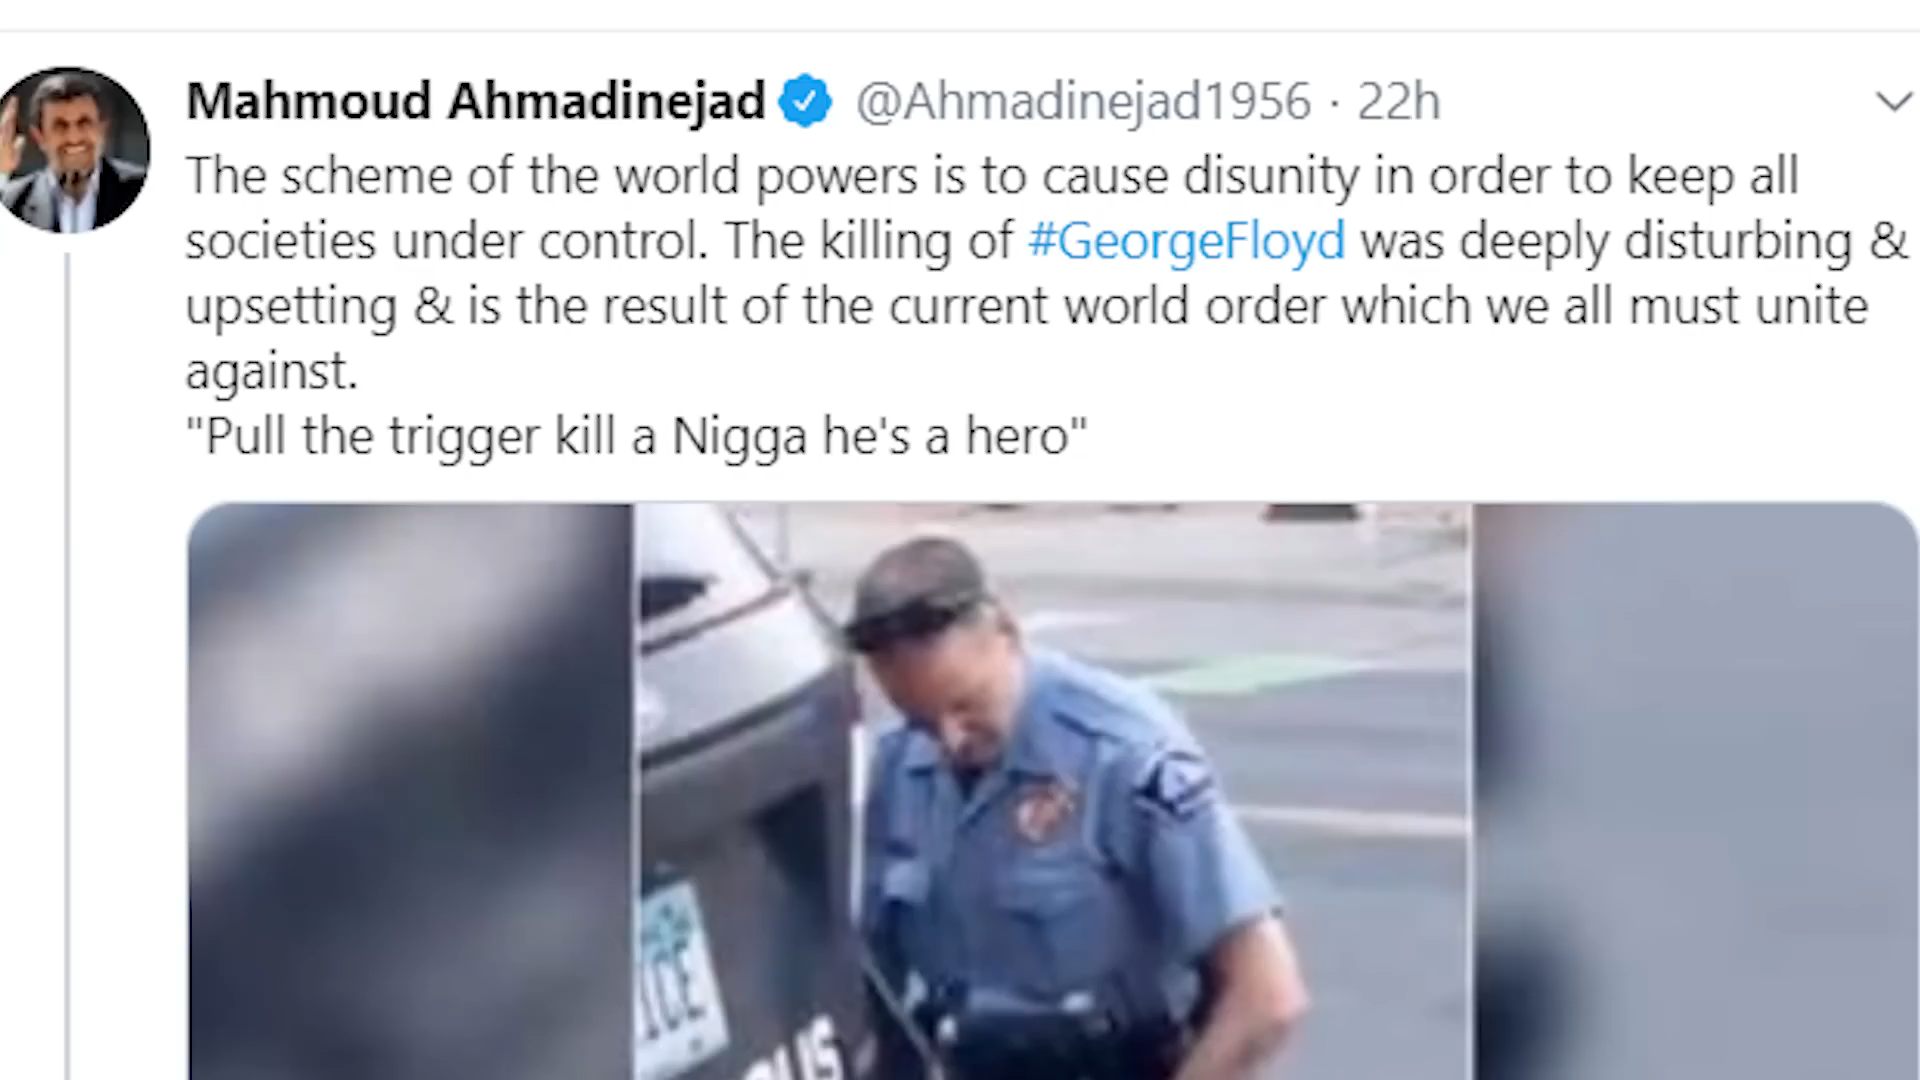 Mahmoud Ahmadinejad @Ahmadinejad1956 · 22h
The scheme of the world powers is to cause disunity in order to keep all
societies under control. The killing of #GeorgeFloyd was deeply disturbing &
upsetting & is the result of the current world order which we all must unite
against.
"Pull the trigger kill a Nigga he's a hero"